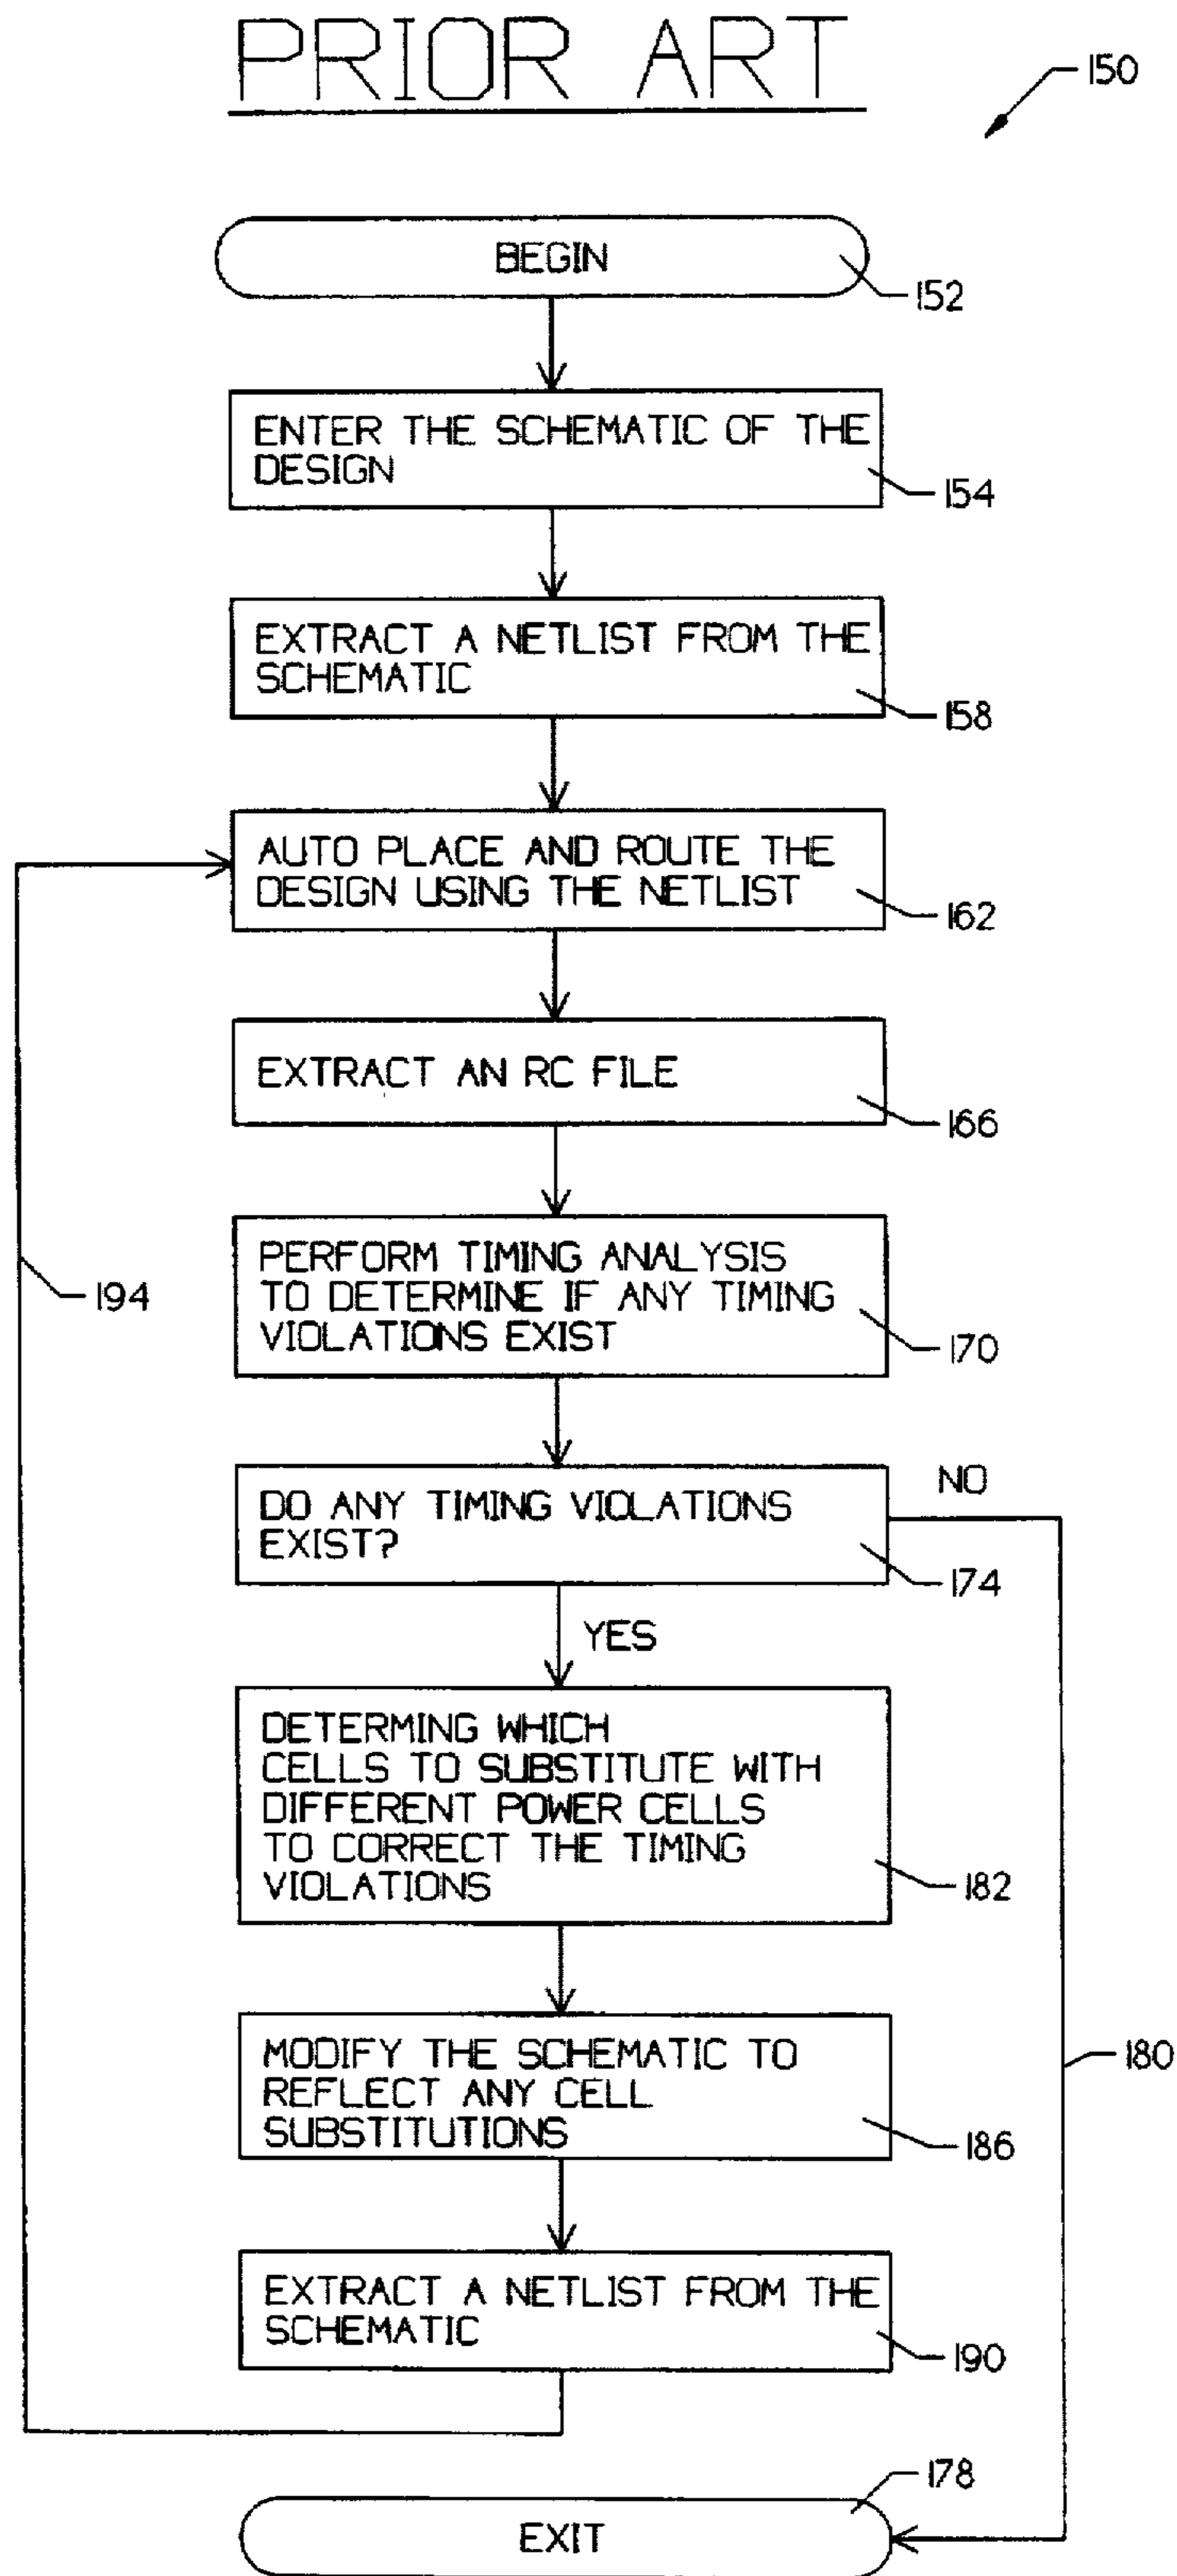 PRIOR ART
150
BEGIN
152
ENTER THE SCHEMATIC OF THE
DESIGN
154
EXTRACT A NETLIST FROM THE
SCHEMATIC
158
AUTO PLACE AND ROUTE THE
DESIGN USING THE NETLIST
162
EXTRACT AN RC FILE
166
PERFORM TIMING ANALYSIS
TO DETERMINE IF ANY TIMING
VIOLATIONS EXIST
170
194
DO ANY TIMING VIOLATIONS
EXIST?
174
NO
YES
DETERMING WHICH
CELLS TO SUBSTITUTE WITH
DIFFERENT POWER CELLS
TO CORRECT THE TIMING
VIOLATIONS
182
MODIFY THE SCHEMATIC TO
REFLECT ANY CELL
SUBSTITUTIONS
186
180
EXTRACT A NETLIST FROM THE
SCHEMATIC
190
178
EXIT